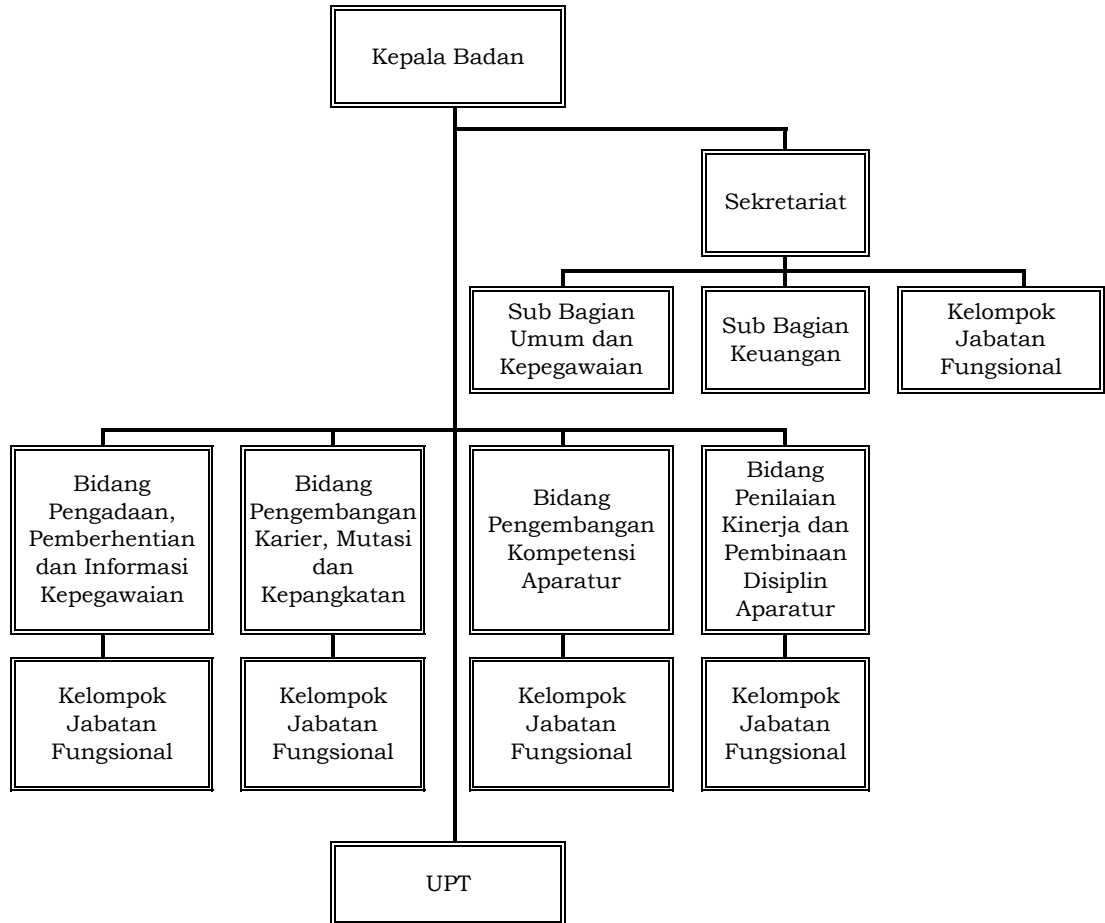 Kepala Badan
Sekretariat
Sub Bagian
Umum dan
Kepegawaian
Sub Bagian
Keuangan
Kelompok
Jabatan
Fungsional
Bidang
Pengadaan,
Pemberhentian
dan Informasi
Kepegawaian
Bidang
Pengembangan
Karier, Mutasi
dan
Kepangkatan
Bidang
Pengembangan
Kompetensi
Aparatur
Bidang
Penilaian
Kinerja dan
Pembinaan
Disiplin
Aparatur
Kelompok
Jabatan
Fungsional
Kelompok
Jabatan
Fungsional
Kelompok
Jabatan
Fungsional
Kelompok
Jabatan
Fungsional
UPT